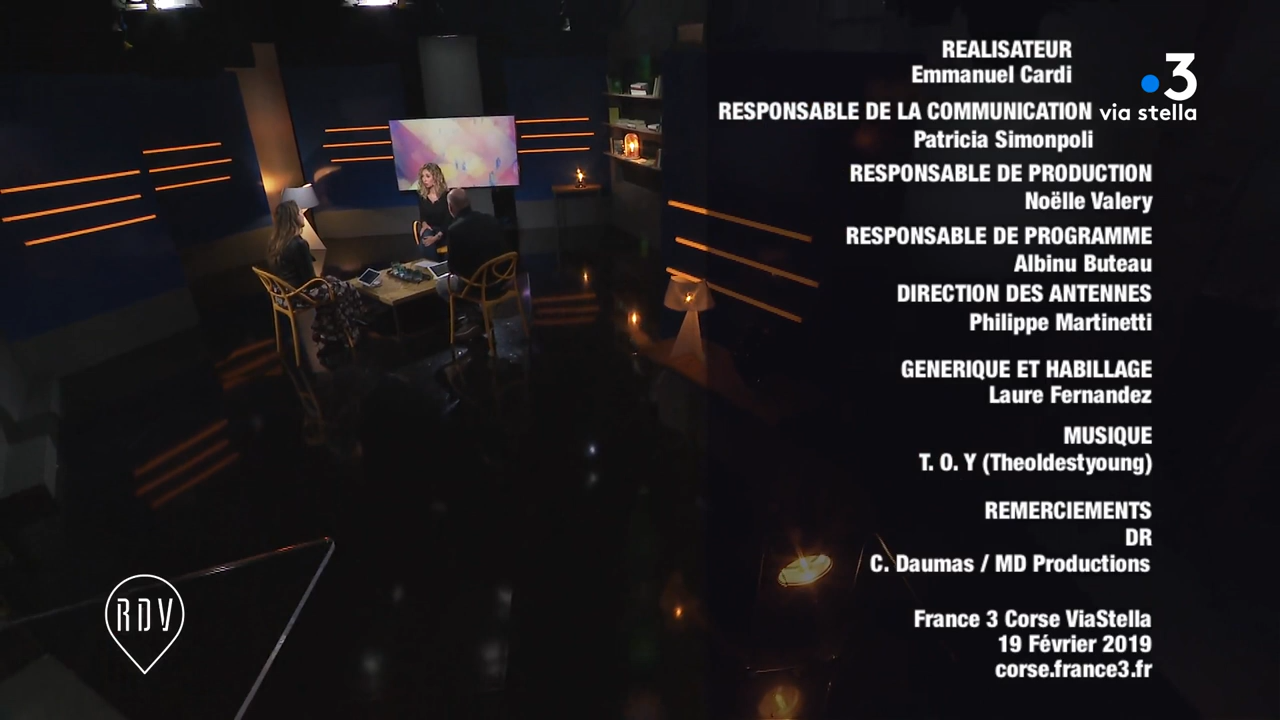 REALISATEUR
Emmanuel Cardi
3
via stella
RESPONSABLE DE LA COMMUNICATION
Patricia Simonpoli
RESPONSABLE DE PRODUCTION
Noëlle Valery
RESPONSABLE DE PROGRAMME
Albinu Buteau
DIRECTION DES ANTENNES
Philippe Martinetti
GENERIQUE ET HABILLAGE
Laure Fernandez
MUSIQUE
T. O. Y (Theoldestyoung)
REMERCIEMENTS
DR
C. Daumas / MD Productions
France 3 Corse ViaStella
19 Février 2019
corse.france3.fr
RDV